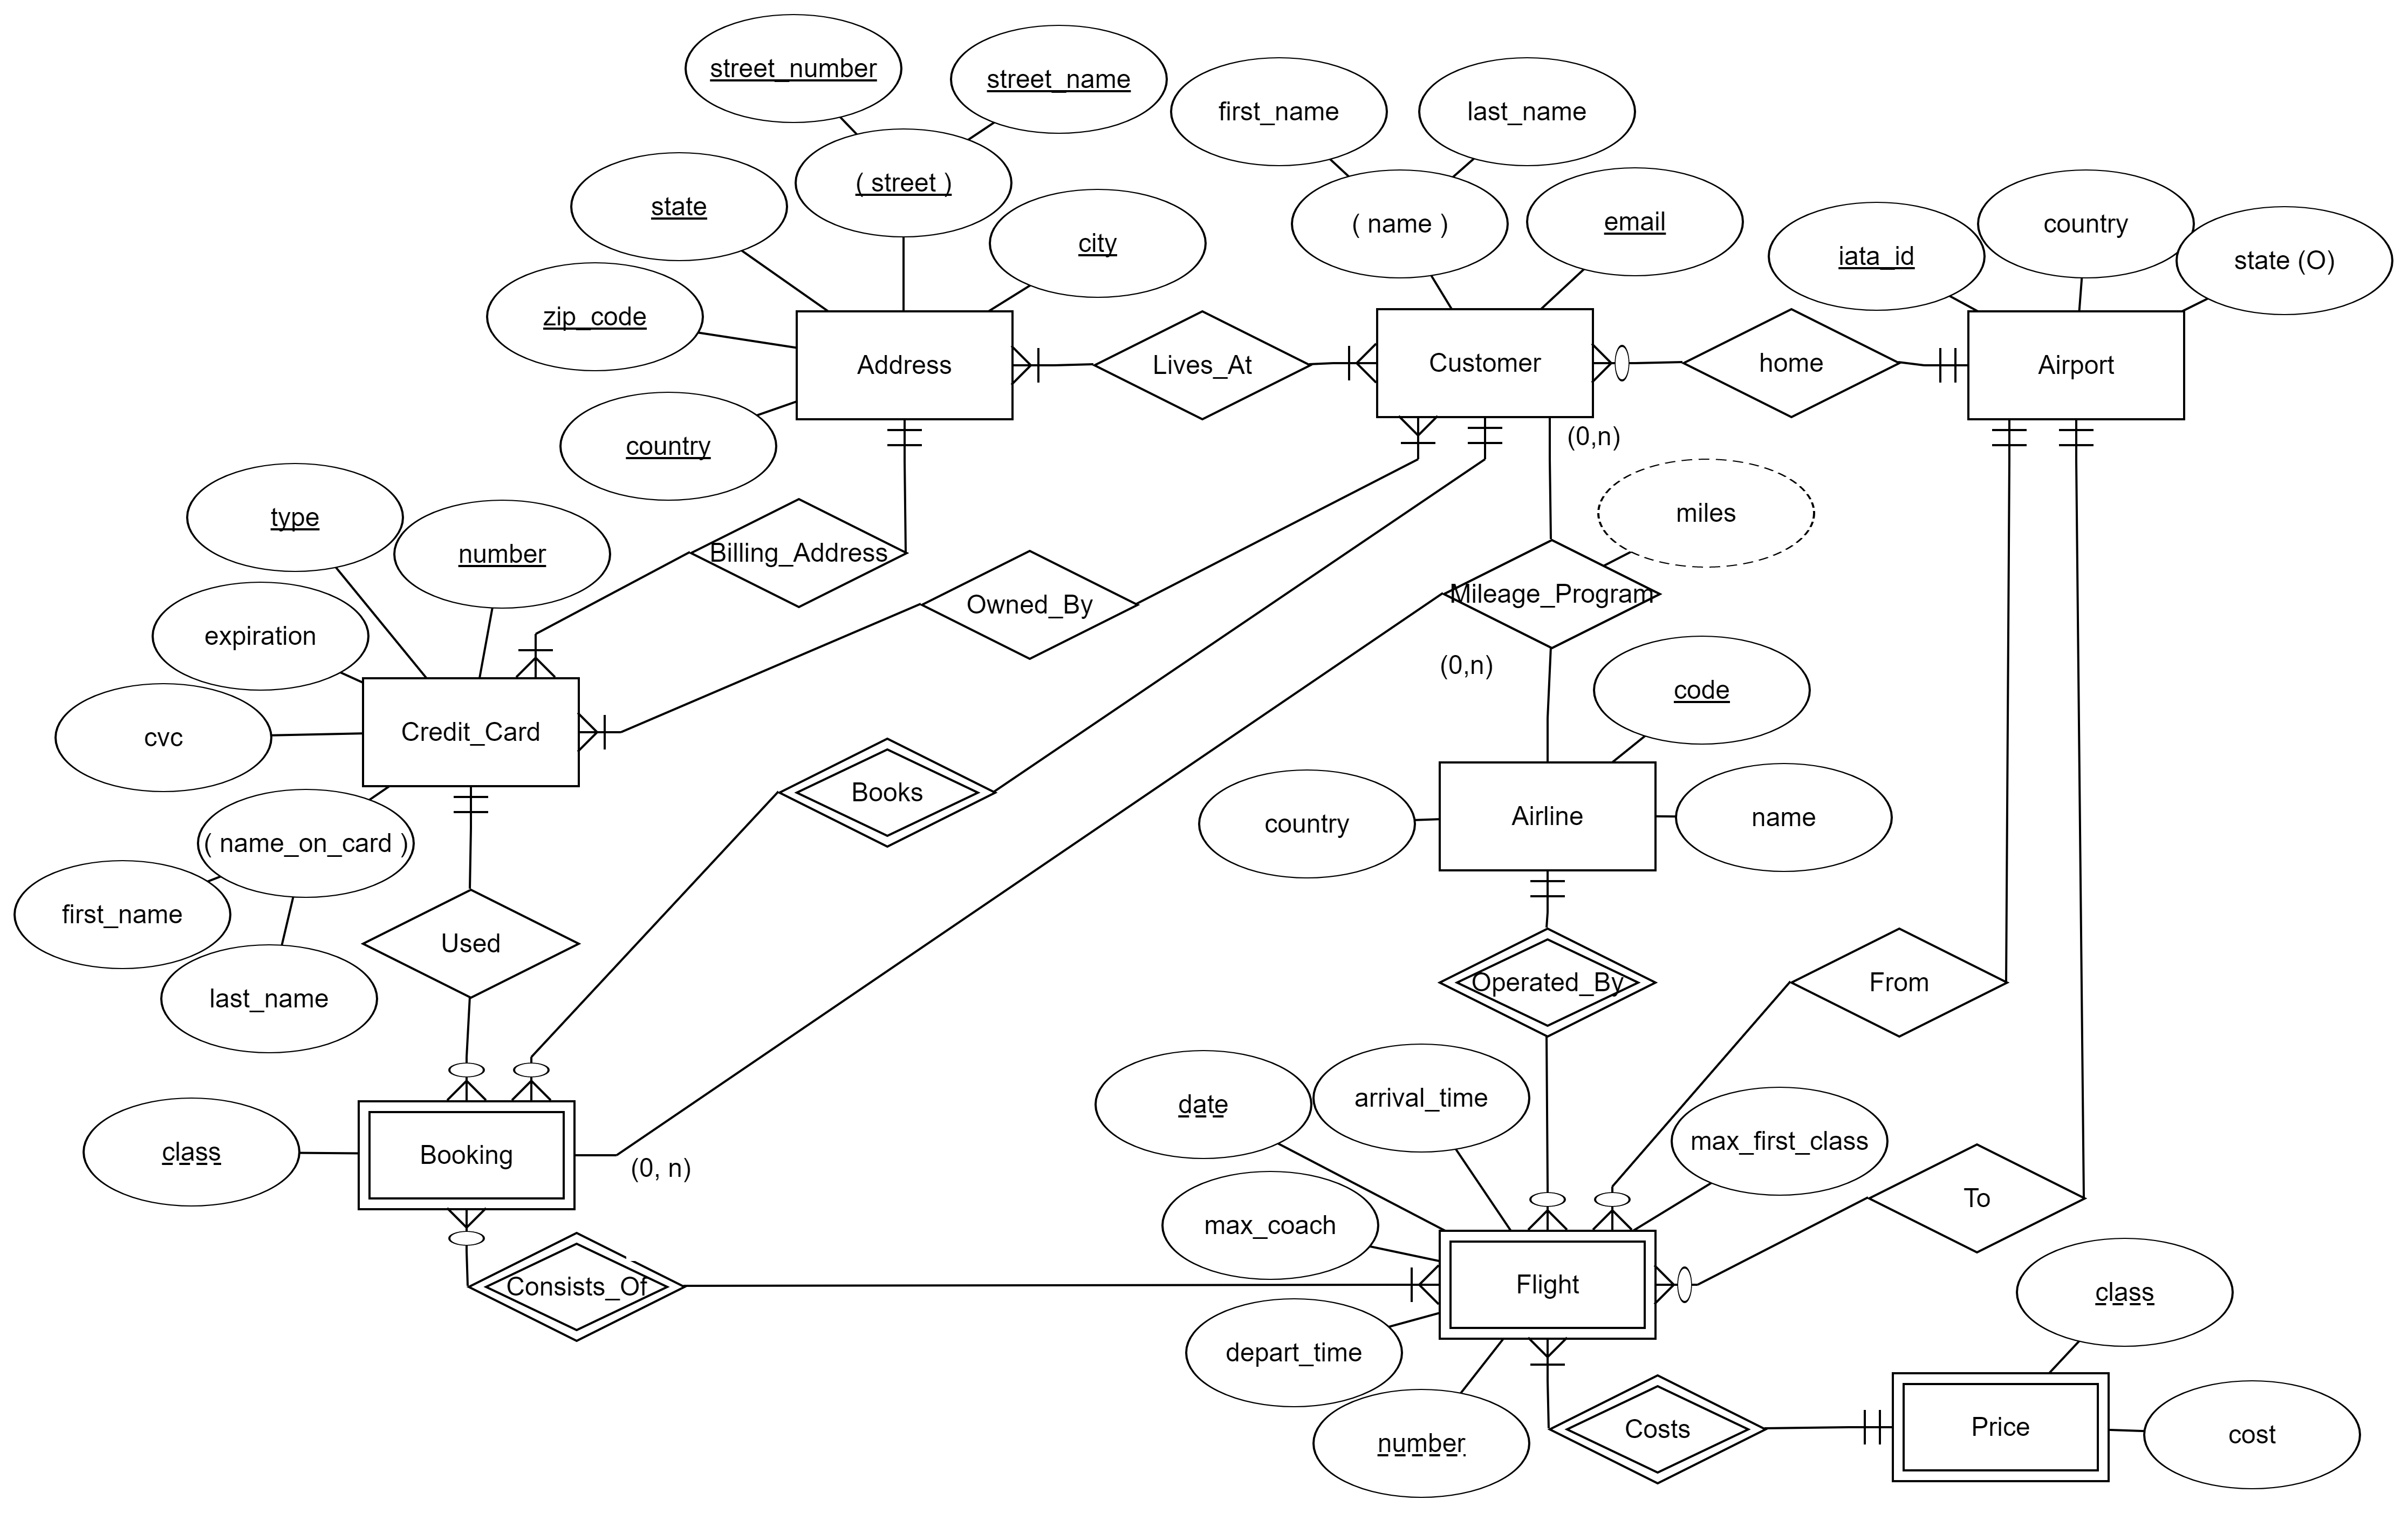 street_number
street_name
first_name
last_name
state
( street )
city
( name )
email
iata_id
country
state (O)
zip_code
Address
Lives_At
Customer
home
Airport
country
(0,n)
type
number
Billing_Address
Owned_By
miles
Mileage_Program
expiration
(0,n)
code
cvc
Credit_Card
Books
country
Airline
name
( name_on_card )
first_name
last_name
Used
Operated_By
From
date
arrival_time
max_first_class
class
Booking
(0, n)
To
max_coach
Consists_Of
Flight
class
depart_time
number
Costs
Price
cost